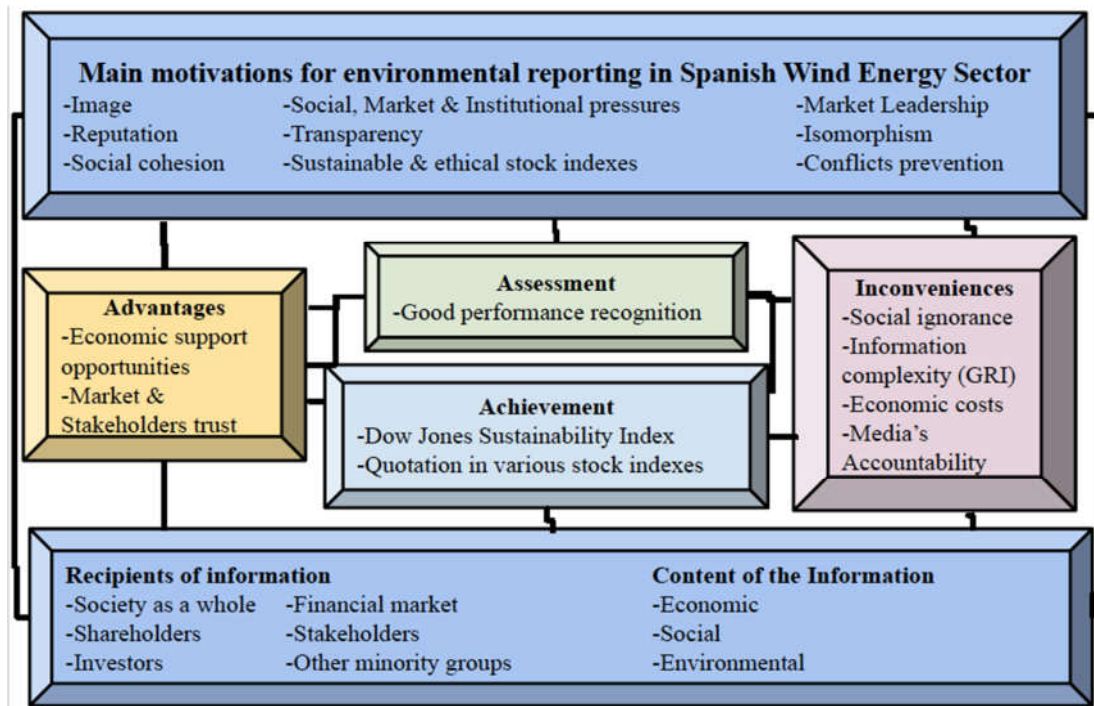 Main motivations for environmental reporting in Spanish Wind Energy Sector
-Image
-Reputation
-Social cohesion
-Social, Market & Institutional pressures
-Transparency
-Sustainable & ethical stock indexes
-Market Leadership
-Isomorphism
-Conflicts prevention
Advantages
-Economic support
opportunities
-Market &
Stakeholders trust
Assessment
-Good performance recognition
Achievement
-Dow Jones Sustainability Index
-Quotation in various stock indexes
Inconveniences
-Social ignorance
-Information
complexity (GRI)
-Economic costs
-Media’s
Accountability
Recipients of information
-Society as a whole
-Shareholders
-Investors
-Financial market
-Stakeholders
-Other minority groups
Content of the Information
-Economic
-Social
-Environmental